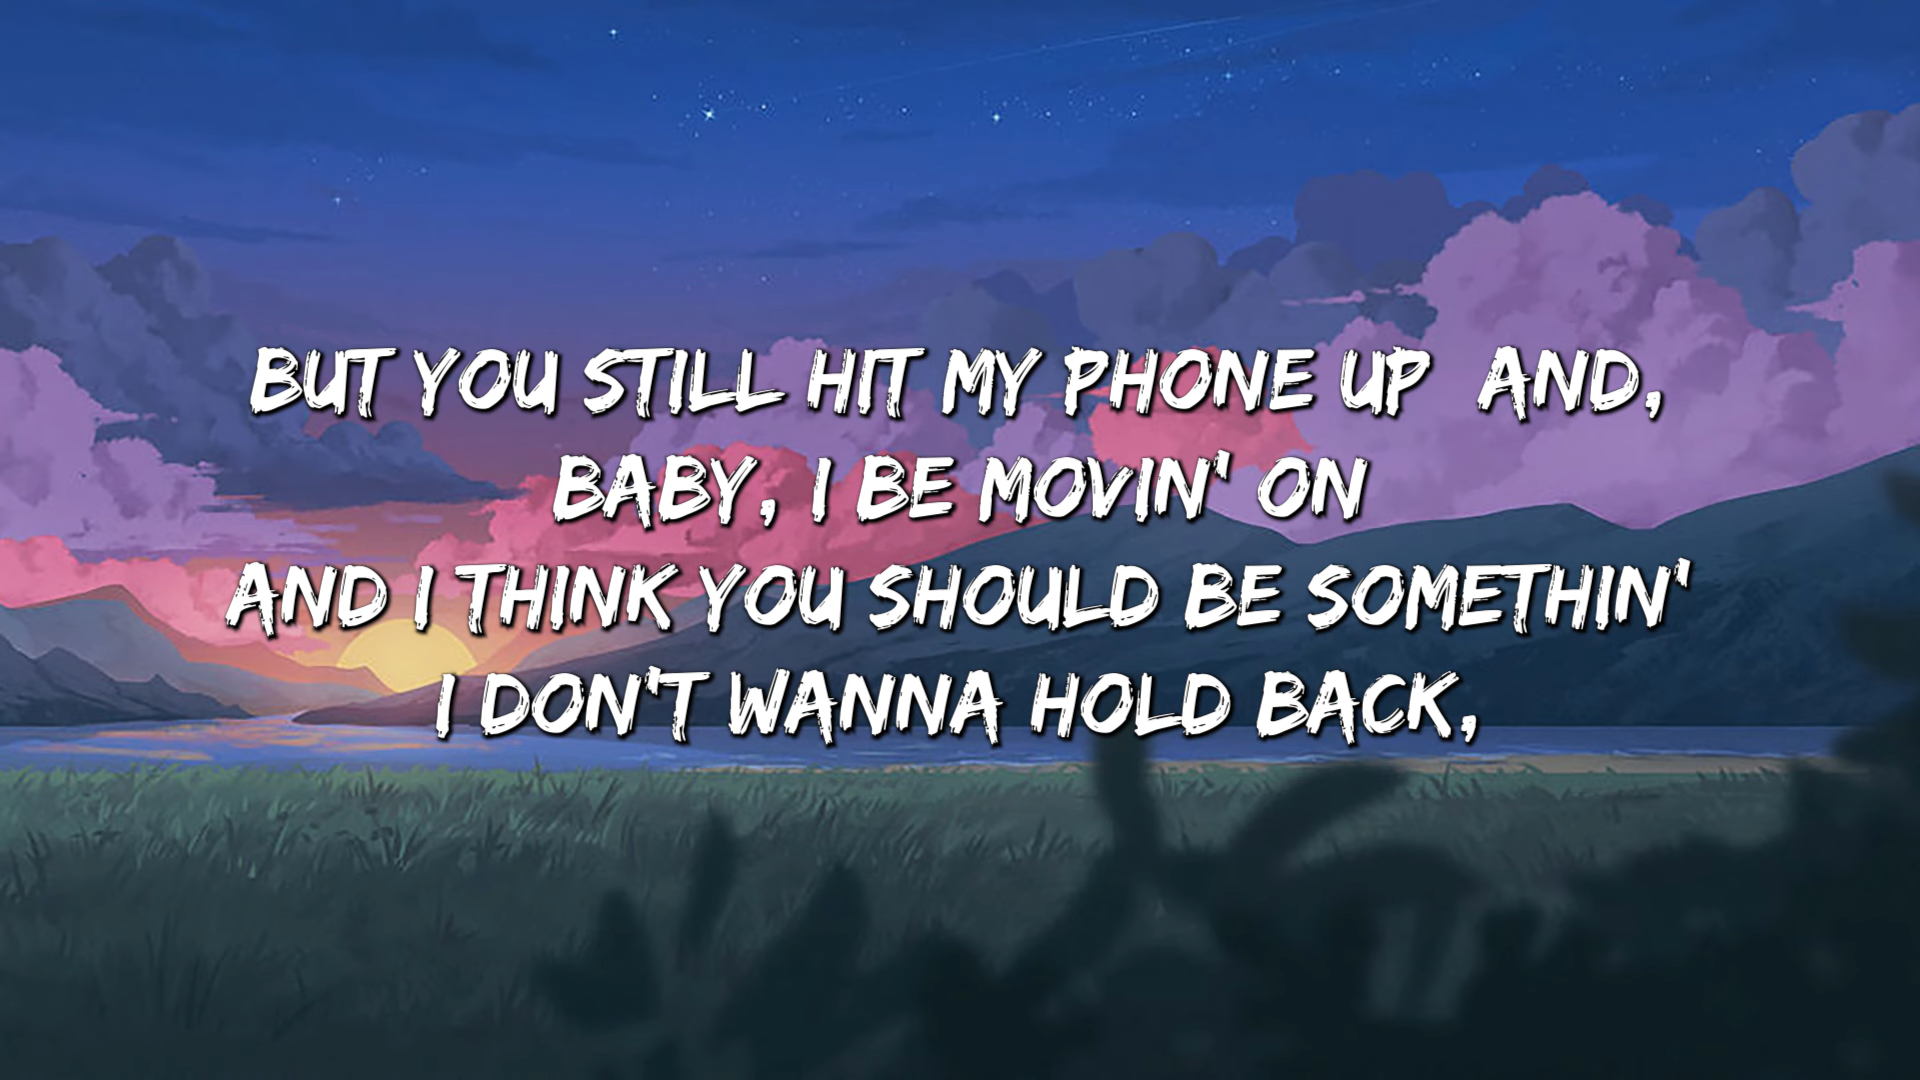 BUT YOU STILL HIT MY PHONE UP  AND,
BABY, I BE MOVIN' ON
AND I THINK YOU SHOULD BE SOMETHIN'
I DON'T WANNA HOLD BACK,